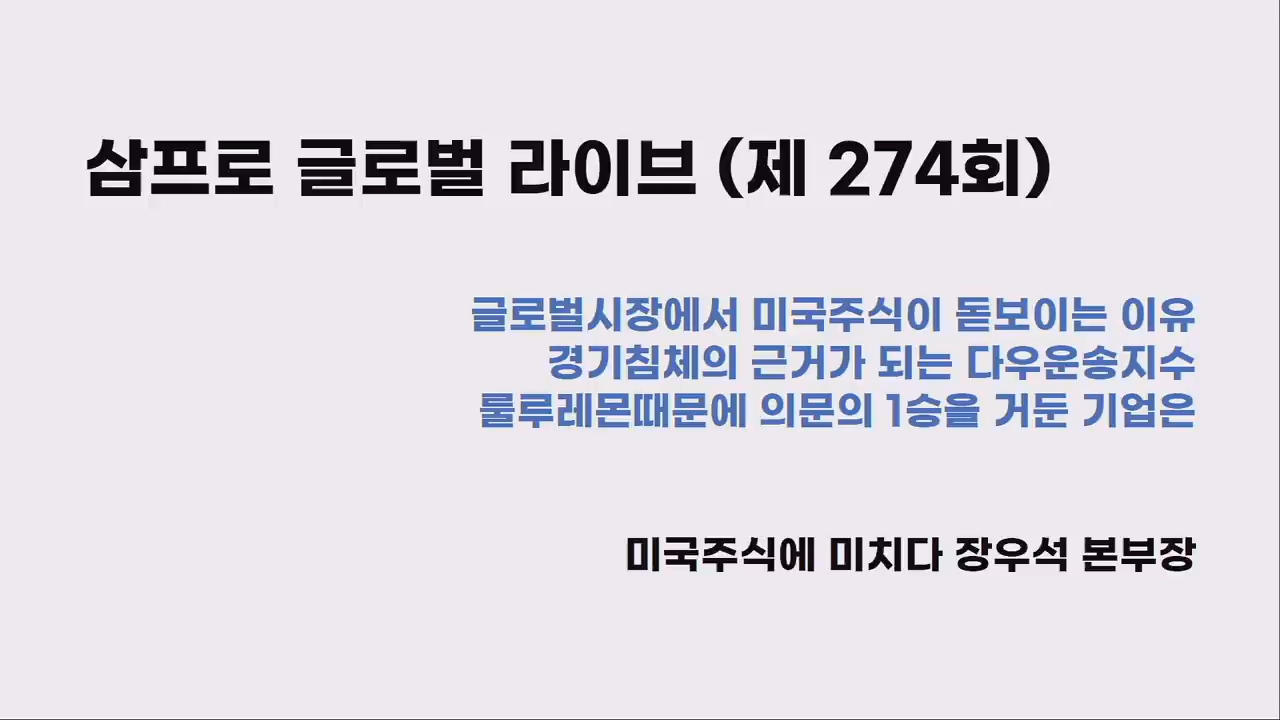 삼프로 글로벌 라이브 (제 274회)
글로벌시장에서 미국주식이 돋보이는 이유
경기침체의 근거가 되는 다우운송지수
룰루레몬때문에 의문의 1승을 거둔 기업은
미국주식에 미치다 장우석 본부장